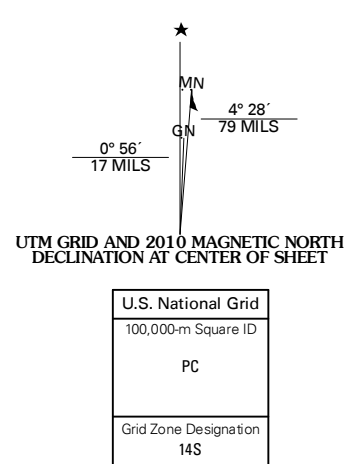 ★
MN
GN
4° 28´
79 MILS
0° 56´
17 MILS
UTM GRID AND 2010 MAGNETIC NORTH
DECLINATION AT CENTER OF SHEET
U.S. National Grid
100,000-m Square ID
PC
Grid Zone Designation
14S